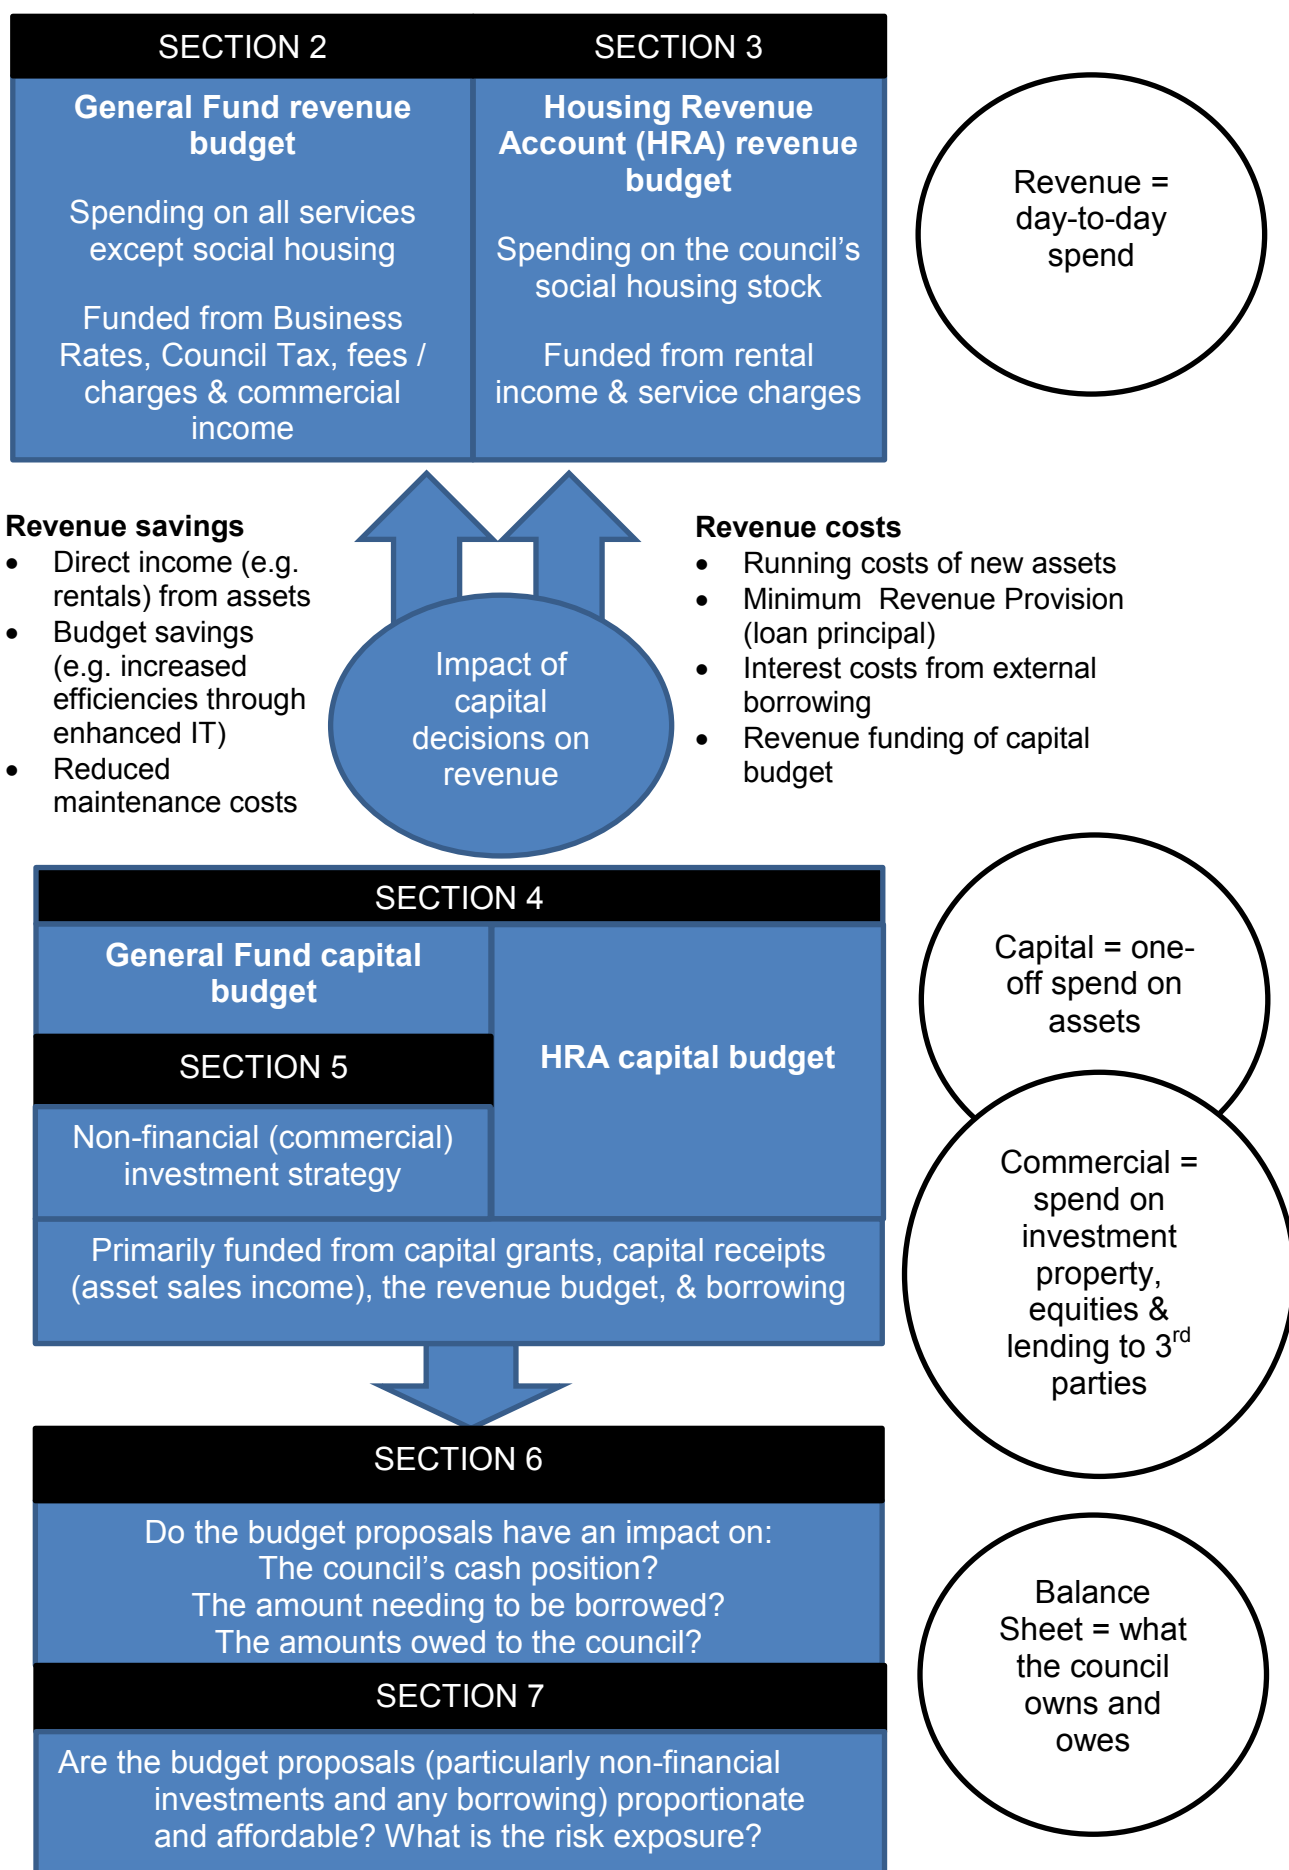 SECTION 2
SECTION 3
General Fund revenue
budget
Spending on all services
except social housing
Funded from Business
Rates, Council Tax, fees /
charges & commercial
income
Housing Revenue
Account (HRA) revenue
budget
Spending on the council’s
social housing stock
Funded from rental
income & service charges
Revenue =
day-to-day
spend
Revenue savings
• Direct income (e.g.
rentals) from assets
• Budget savings
(e.g. increased
efficiencies through
enhanced IT)
• Reduced
maintenance costs
Impact of
capital
decisions on
revenue
Revenue costs
• Running costs of new assets
• Minimum Revenue Provision
(loan principal)
• Interest costs from external
borrowing
• Revenue funding of capital
budget
SECTION 4
General Fund capital
budget
HRA capital budget
SECTION 5
Non-financial (commercial)
investment strategy
Primarily funded from capital grants, capital receipts
(asset sales income), the revenue budget, & borrowing
Capital = one-
off spend on
assets
Commercial =
spend on
investment
property,
equities &
lending to 3rd
parties
SECTION 6
Do the budget proposals have an impact on:
The council’s cash position?
The amount needing to be borrowed?
The amounts owed to the council?
SECTION 7
Are the budget proposals (particularly non-financial
investments and any borrowing) proportionate
and affordable? What is the risk exposure?
Balance
Sheet = what
the council
owns and
owes